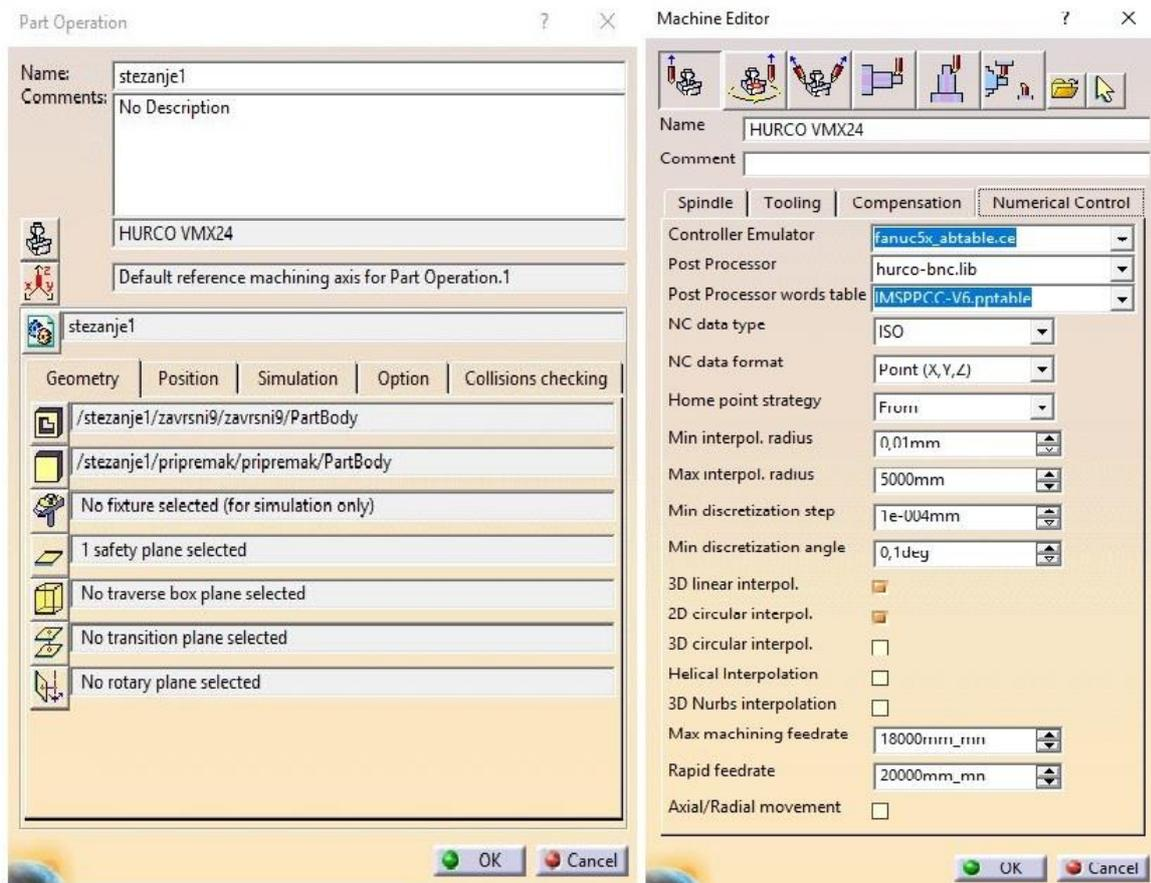 Part Operation
Name:
stezanje1
Comments:
No Description
HURCO VMX24
Default reference machining axis for Part Operation.1
stezanje1
Geometry
Position
Simulation
Option
Collisions checking
/stezanje1/zavrsni9/zavrsni9/PartBody
/stezanje1/pripremak/pripremak/PartBody
No fixture selected (for simulation only)
1 safety plane selected
No traverse box plane selected
No transition plane selected
No rotary plane selected
OK
Cancel
Machine Editor
Name
HURCO VMX24
Comment
Spindle
Tooling
Compensation
Numerical Control
Controller Emulator
fanuc5x_abtable.ce
Post Processor
hurco-bnc.lib
Post Processor words table
IMSPPCC-V6.pptable
NC data type
ISO
NC data format
Point (X,Y,Z)
Home point strategy
From
Min interpol. radius
0,01mm
Max interpol. radius
5000mm
Min discretization step
1e-004mm
Min discretization angle
0,1deg
3D linear interpol.
2D circular interpol.
3D circular interpol.
Helical Interpolation
3D Nurbs interpolation
Max machining feedrate
18000mm_mn
Rapid feedrate
20000mm_mn
Axial/Radial movement
OK
Cancel